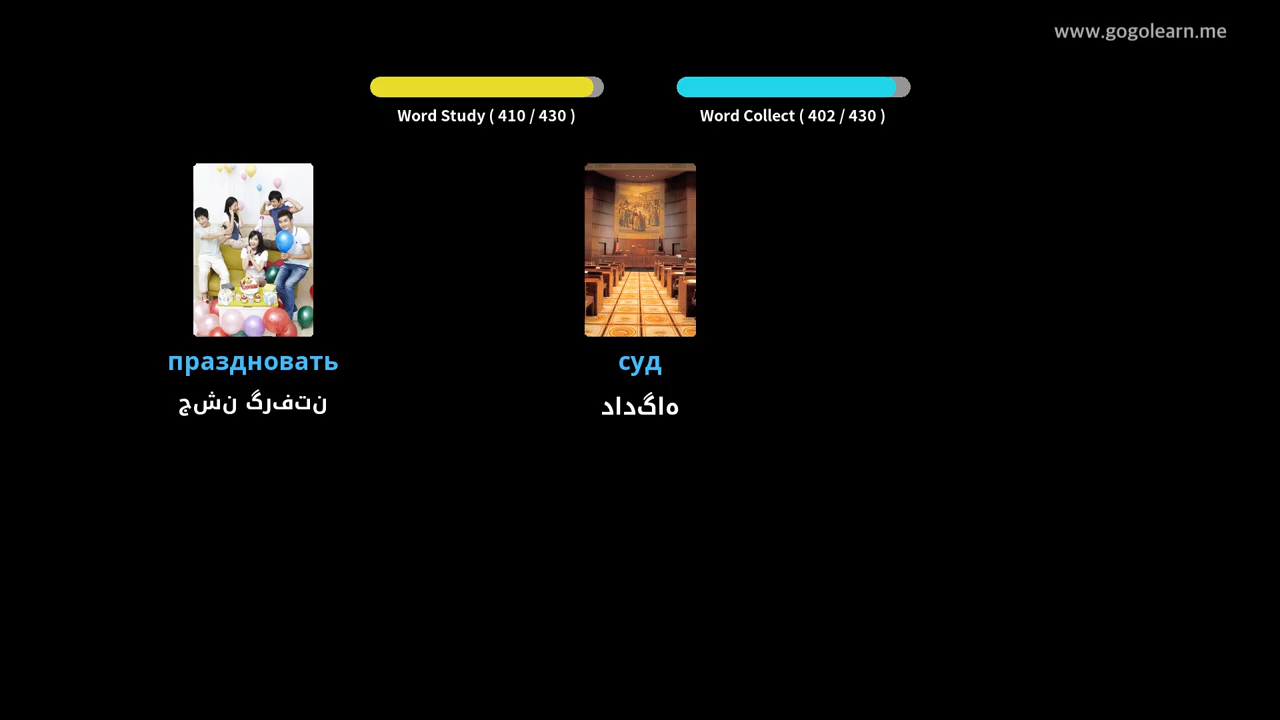 www.gogolearn.me
Word Study ( 410 / 430 )
Word Collect ( 402 / 430 )
праздновать
جشن گرفتن
суд
دادگاه